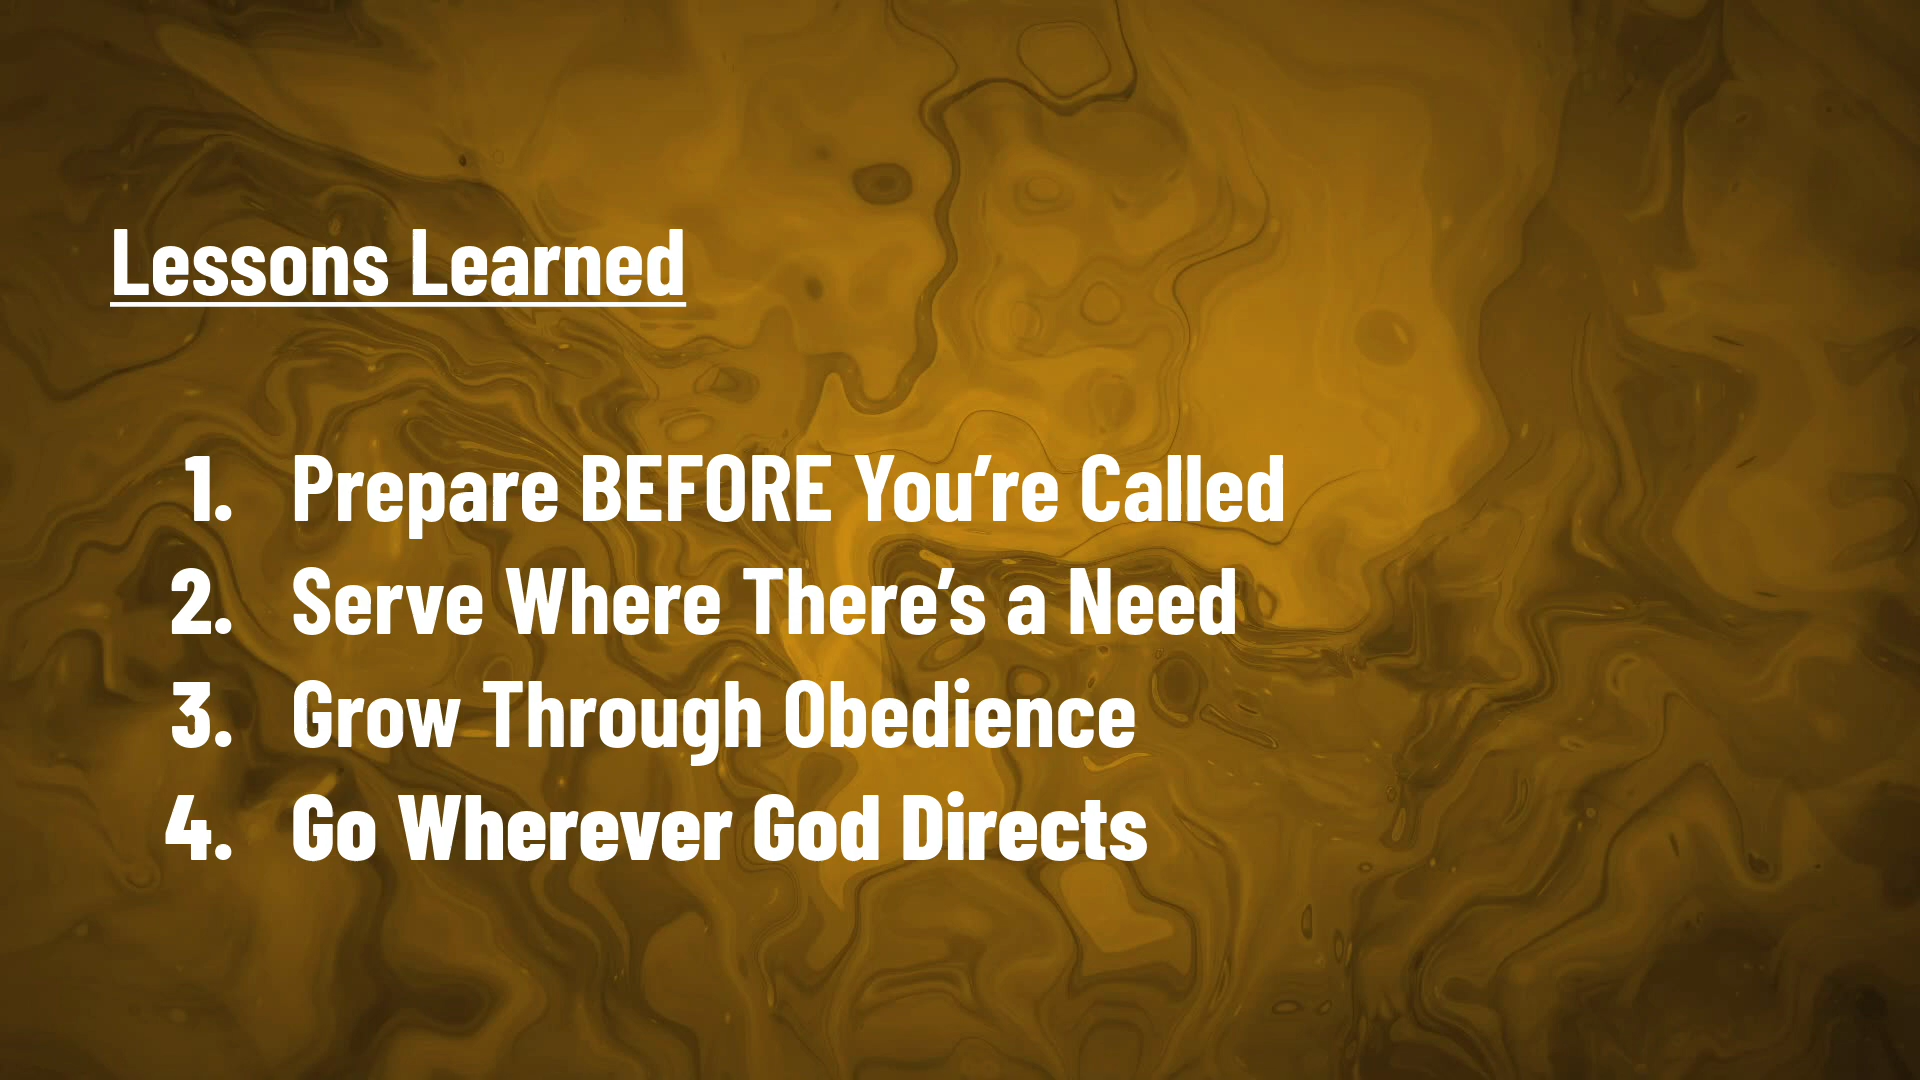 Lessons Learned
1. Prepare BEFORE You’re Called
2. Serve Where There’s a Need
3. Grow Through Obedience
4. Go Wherever God Directs